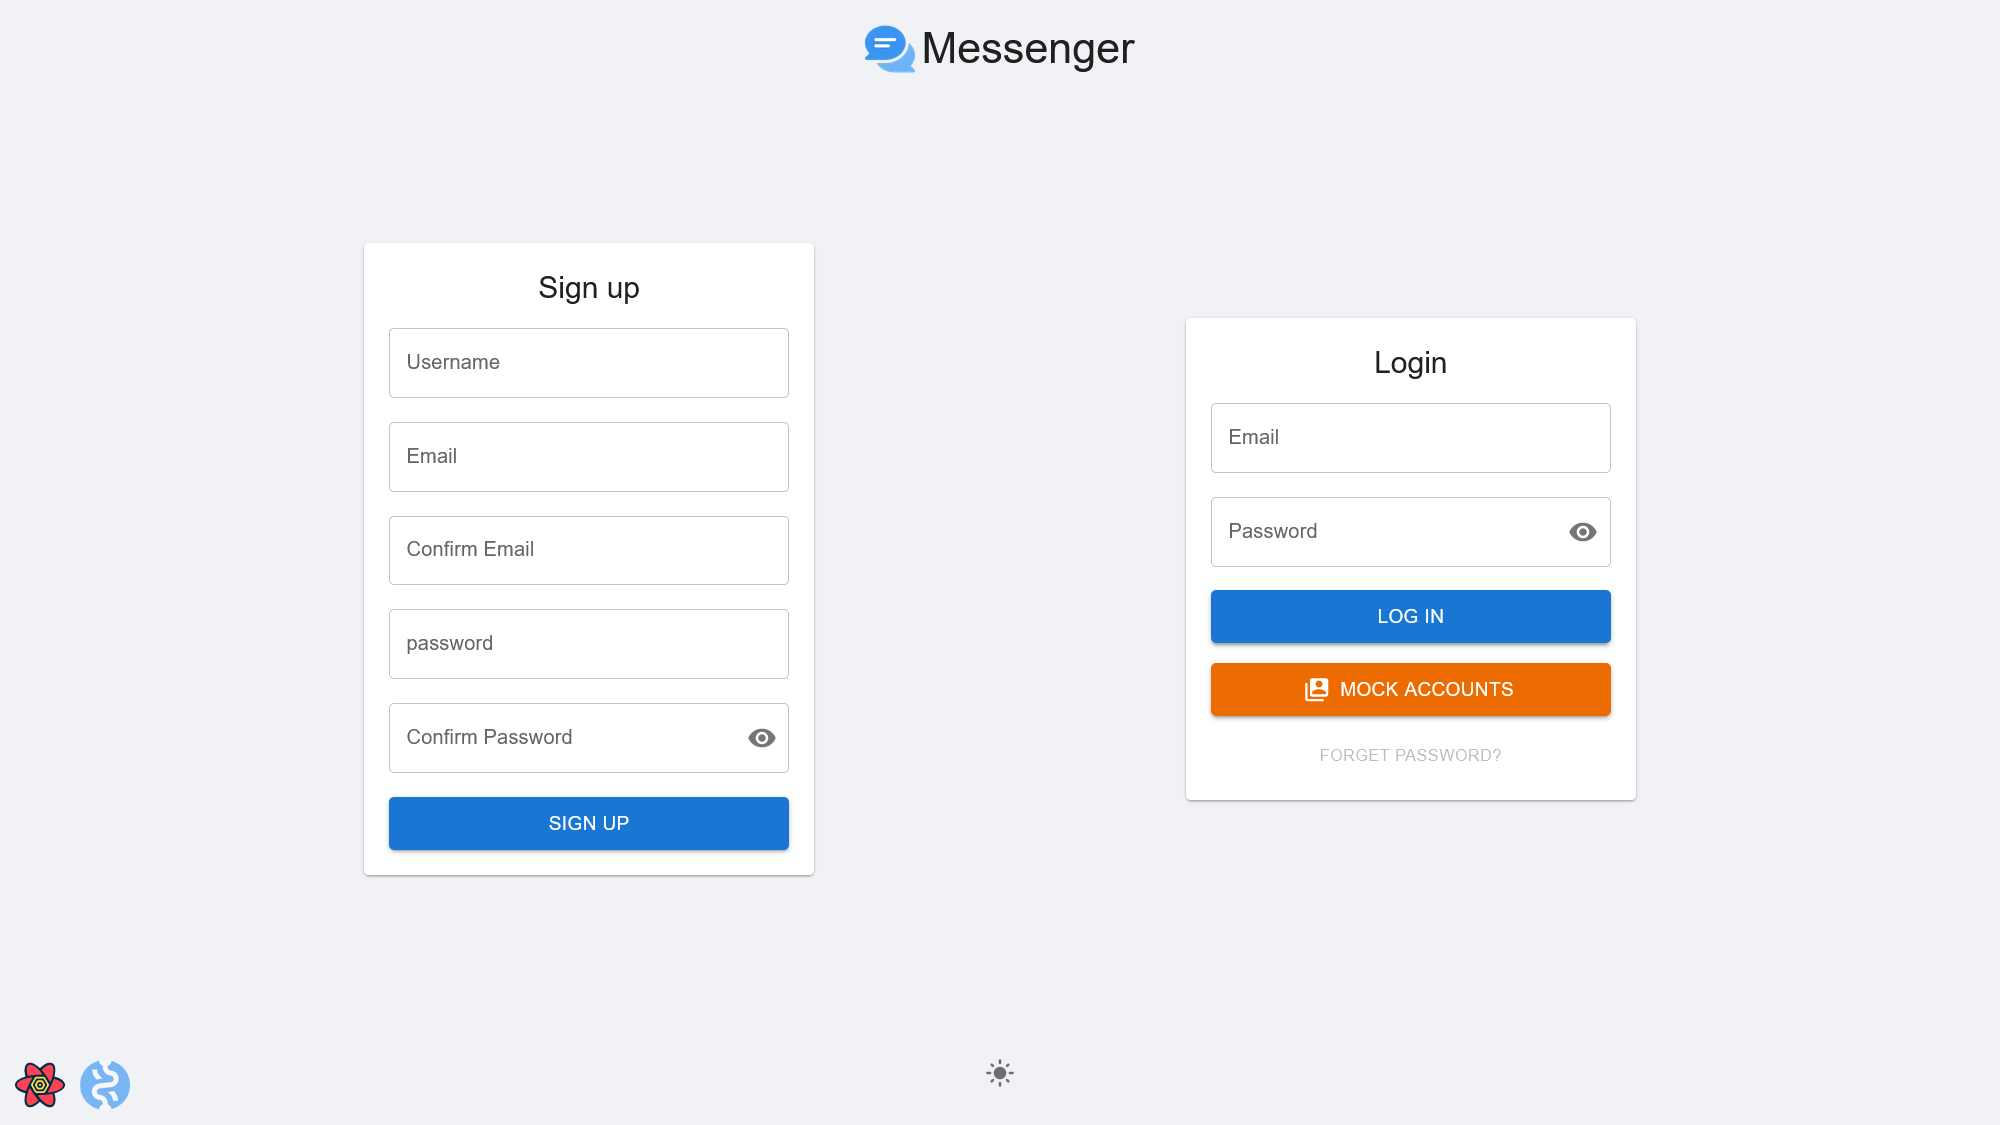 Messenger
Sign up
Username
Email
Confirm Email
password
Confirm Password
SIGN UP
Login
Email
Password
LOG IN
MOCK ACCOUNTS
FORGET PASSWORD?